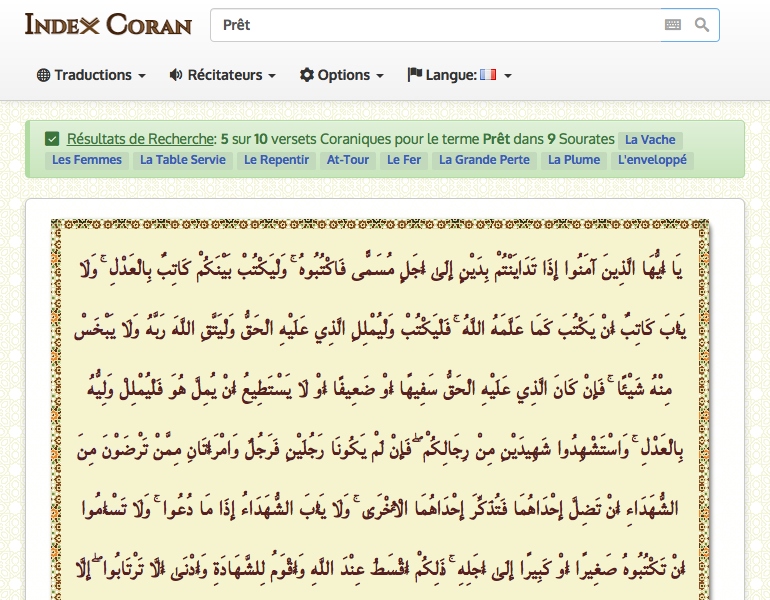 Index Coran
Prêt
Traductions Récitateurs Options Langue:
Résultats de Recherche: 5 sur 10 versets Coraniques pour le terme Prêt dans 9 Sourates La Vache
Les Femmes La Table Servie Le Repentir At-Tour Le Fer La Grande Perte La Plume L'enveloppé
يَا أَيُّهَا الَّذِينَ آمَنُوا إِذَا تَدَايَنْتُمْ بِدَيْنٍ إِلَىٰ أَجَلٍ مُسَمًّى فَاكْتُبُوهُ ۚ وَلْيَكْتُبْ بَيْنَكُمْ كَاتِبٌ بِالْعَدْلِ ۚ وَلَا
يَأْبَ كَاتِبٌ أَنْ يَكْتُبَ كَمَا عَلَّمَهُ اللَّهُ ۚ فَلْيَكْتُبْ وَلْيُمْلِلِ الَّذِي عَلَيْهِ الْحَقُّ وَلْيَتَّقِ اللَّهَ رَبَّهُ وَلَا يَبْخَسْ
مِنْهُ شَيْئًا ۚ فَإِنْ كَانَ الَّذِي عَلَيْهِ الْحَقُّ سَفِيهًا أَوْ ضَعِيفًا أَوْ لَا يَسْتَطِيعُ أَنْ يُمِلَّ هُوَ فَلْيُمْلِلْ وَلِيُّهُ
بِالْعَدْلِ ۚ وَاسْتَشْهِدُوا شَهِيدَيْنِ مِنْ رِجَالِكُمْ ۖ فَإِنْ لَمْ يَكُونَا رَجُلَيْنِ فَرَجُلٌ وَامْرَأَتَانِ مِمَّنْ تَرْضَوْنَ مِنَ
الشُّهَدَاءِ أَنْ تَضِلَّ إِحْدَاهُمَا فَتُذَكِّرَ إِحْدَاهُمَا الْأُخْرَىٰ ۚ وَلَا يَأْبَ الشُّهَدَاءُ إِذَا مَا دُعُوا ۚ وَلَا تَسْأَمُوا
أَنْ تَكْتُبُوهُ صَغِيرًا أَوْ كَبِيرًا إِلَىٰ أَجَلِهِ ۚ ذَٰلِكُمْ أَقْسَطُ عِنْدَ اللَّهِ وَأَقْوَمُ لِلشَّهَادَةِ وَأَدْنَىٰ أَلَّا تَرْتَابُوا ۖ إِلَّا